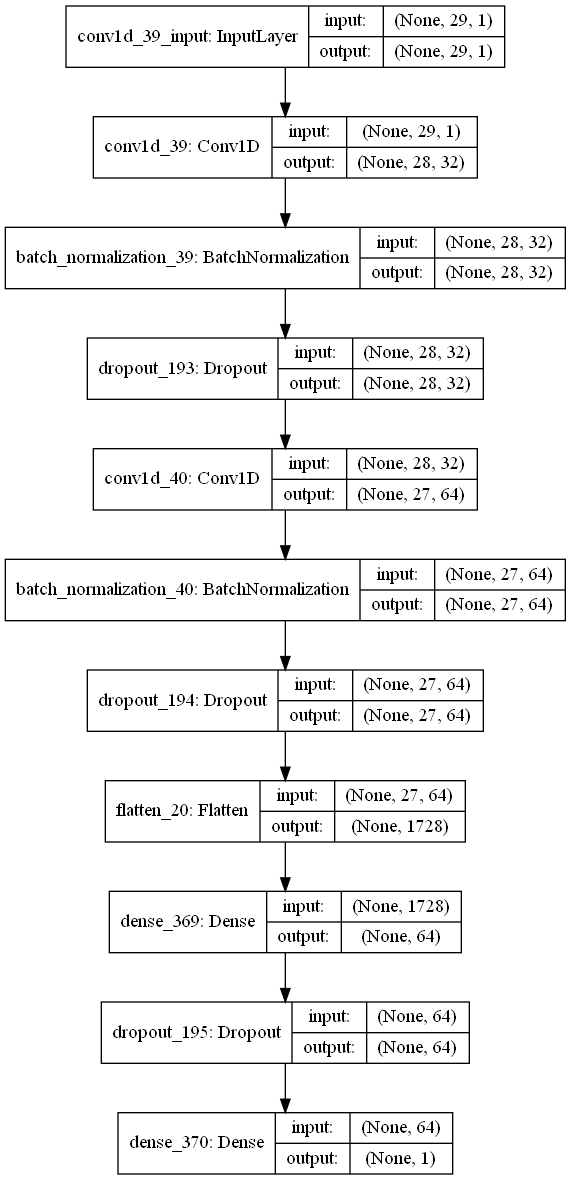 conv1d_39_input: InputLayer input: (None, 29, 1)
output: (None, 29, 1)
conv1d_39: Conv1D input: (None, 29, 1)
output: (None, 28, 32)
batch_normalization_39: BatchNormalization input: (None, 28, 32)
output: (None, 28, 32)
dropout_193: Dropout input: (None, 28, 32)
output: (None, 28, 32)
conv1d_40: Conv1D input: (None, 28, 32)
output: (None, 27, 64)
batch_normalization_40: BatchNormalization input: (None, 27, 64)
output: (None, 27, 64)
dropout_194: Dropout input: (None, 27, 64)
output: (None, 27, 64)
flatten_20: Flatten input: (None, 27, 64)
output: (None, 1728)
dense_369: Dense input: (None, 1728)
output: (None, 64)
dropout_195: Dropout input: (None, 64)
output: (None, 64)
dense_370: Dense input: (None, 64)
output: (None, 1)